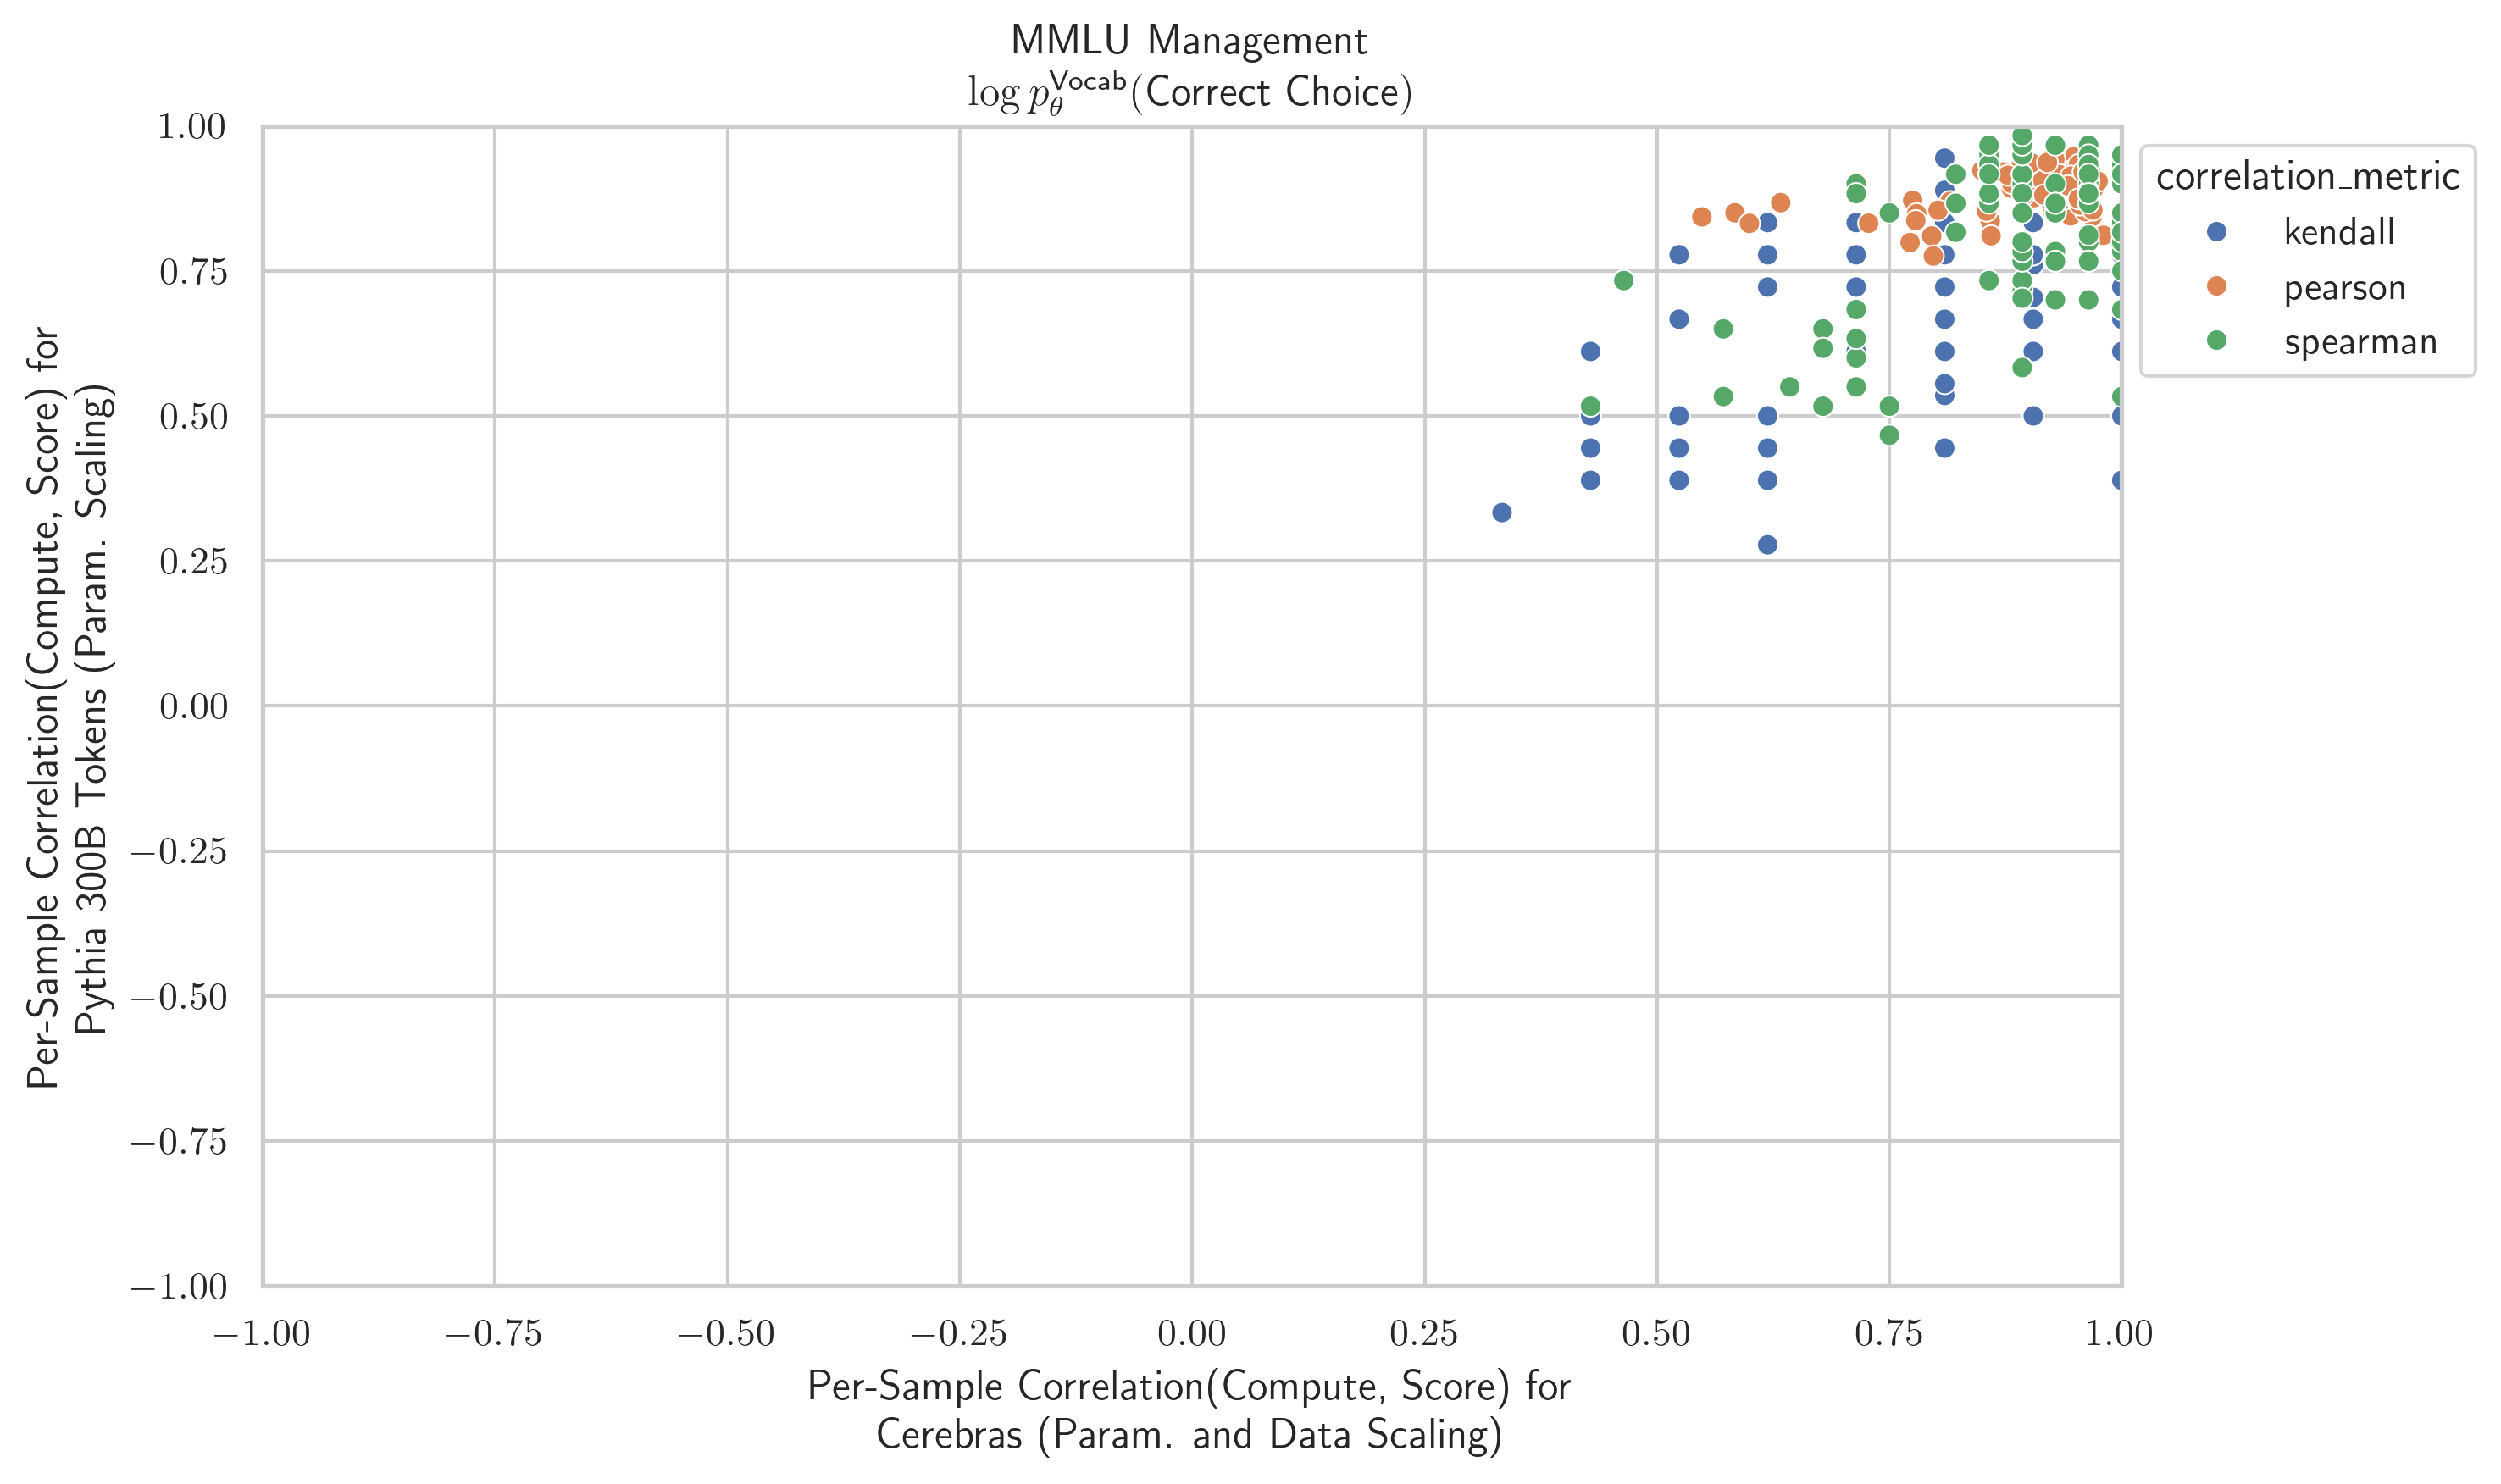 MMLU Management
log p_θ^Vocab(Correct Choice)
Per-Sample Correlation(Compute, Score) for
Pythia 300B Tokens (Param. Scaling)
1.00
0.75
0.50
0.25
0.00
−0.25
−0.50
−0.75
−1.00
−1.00
−0.75
−0.50
−0.25
0.00
0.25
0.50
0.75
1.00
Per-Sample Correlation(Compute, Score) for
Cerebras (Param. and Data Scaling)
correlation_metric
kendall
pearson
spearman